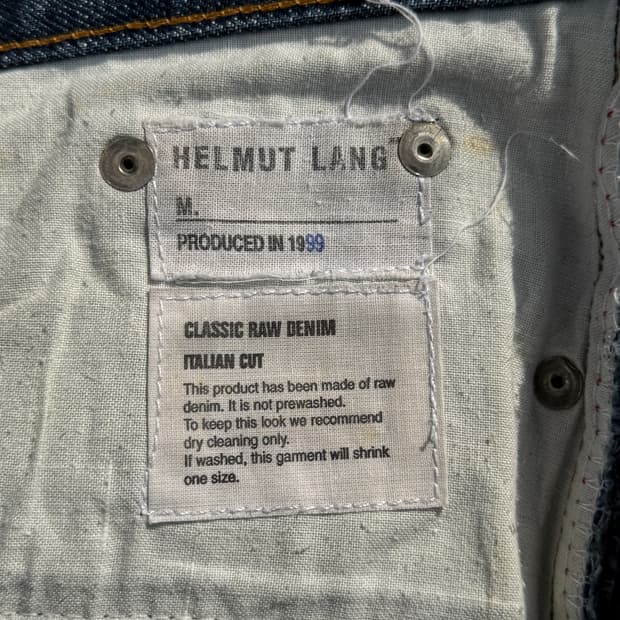 HELMUT LANG™
M.
PRODUCED IN 1999
CLASSIC RAW DENIM
ITALIAN CUT
This product has been made of raw
denim. It is not prewashed.
To keep this look we recommend
dry cleaning only.
If washed, this garment will shrink
one size.